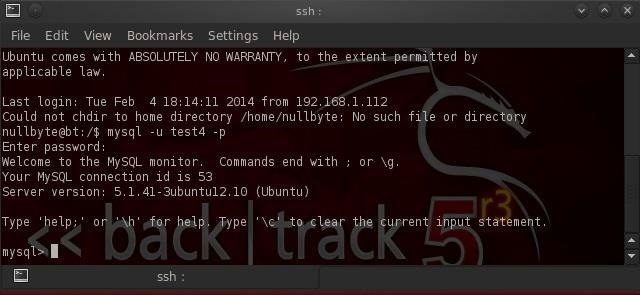 ssh :
File Edit View Bookmarks Settings Help
Ubuntu comes with ABSOLUTELY NO WARRANTY, to the extent permitted by
applicable law.
Last login: Tue Feb  4 18:14:11 2014 from 192.168.1.112
Could not chdir to home directory /home/nullbyte: No such file or directory
nullbyte@bt:/$ mysql -u test4 -p
Enter password:
Welcome to the MySQL monitor.  Commands end with ; or \g.
Your MySQL connection id is 53
Server version: 5.1.41-3ubuntu12.10 (Ubuntu)
Type 'help;' or '\h' for help. Type '\c' to clear the current input statement.
mysql>
<< back | track 5 r3
ssh :